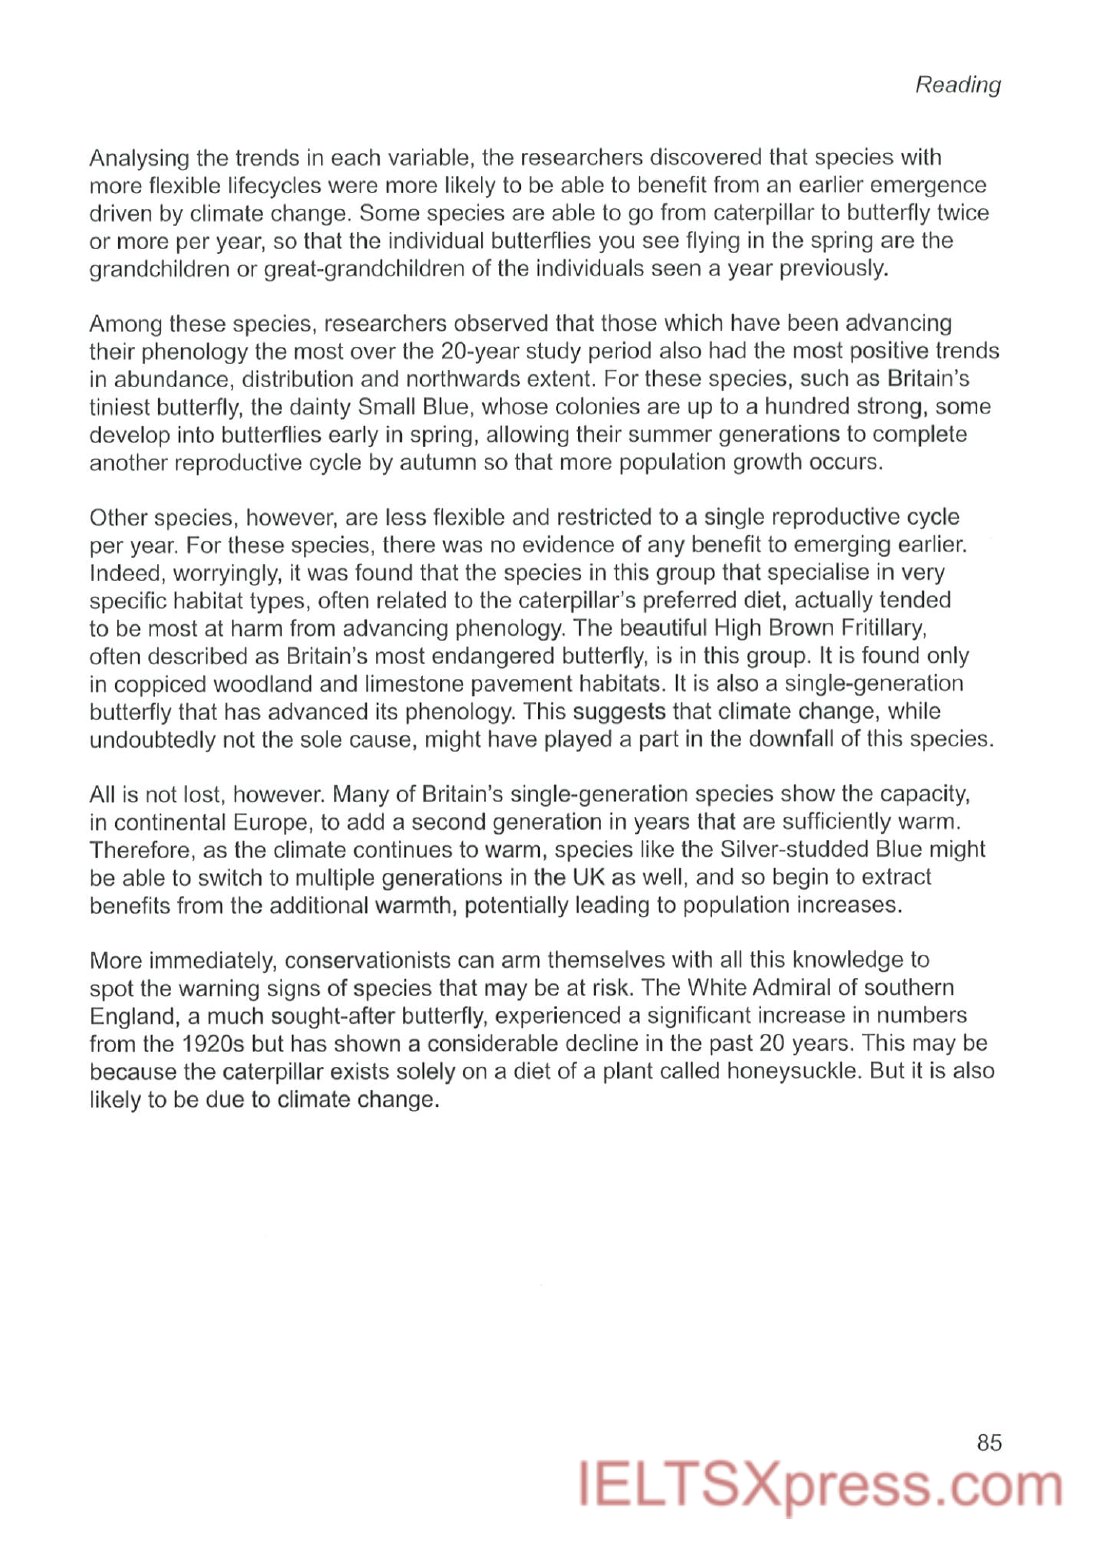 Reading
Analysing the trends in each variable, the researchers discovered that species with
more flexible lifecycles were more likely to be able to benefit from an earlier emergence
driven by climate change. Some species are able to go from caterpillar to butterfly twice
or more per year, so that the individual butterflies you see flying in the spring are the
grandchildren or great-grandchildren of the individuals seen a year previously.
Among these species, researchers observed that those which have been advancing
their phenology the most over the 20-year study period also had the most positive trends
in abundance, distribution and northwards extent. For these species, such as Britain's
tiniest butterfly, the dainty Small Blue, whose colonies are up to a hundred strong, some
develop into butterflies early in spring, allowing their summer generations to complete
another reproductive cycle by autumn so that more population growth occurs.
Other species, however, are less flexible and restricted to a single reproductive cycle
per year. For these species, there was no evidence of any benefit to emerging earlier.
Indeed, worryingly, it was found that the species in this group that specialise in very
specific habitat types, often related to the caterpillar's preferred diet, actually tended
to be most at harm from advancing phenology. The beautiful High Brown Fritillary,
often described as Britain's most endangered butterfly, is in this group. It is found only
in coppiced woodland and limestone pavement habitats. It is also a single-generation
butterfly that has advanced its phenology. This suggests that climate change, while
undoubtedly not the sole cause, might have played a part in the downfall of this species.
All is not lost, however. Many of Britain's single-generation species show the capacity,
in continental Europe, to add a second generation in years that are sufficiently warm.
Therefore, as the climate continues to warm, species like the Silver-studded Blue might
be able to switch to multiple generations in the UK as well, and so begin to extract
benefits from the additional warmth, potentially leading to population increases.
More immediately, conservationists can arm themselves with all this knowledge to
spot the warning signs of species that may be at risk. The White Admiral of southern
England, a much sought-after butterfly, experienced a significant increase in numbers
from the 1920s but has shown a considerable decline in the past 20 years. This may be
because the caterpillar exists solely on a diet of a plant called honeysuckle. But it is also
likely to be due to climate change.
85
IELTSXpress.com